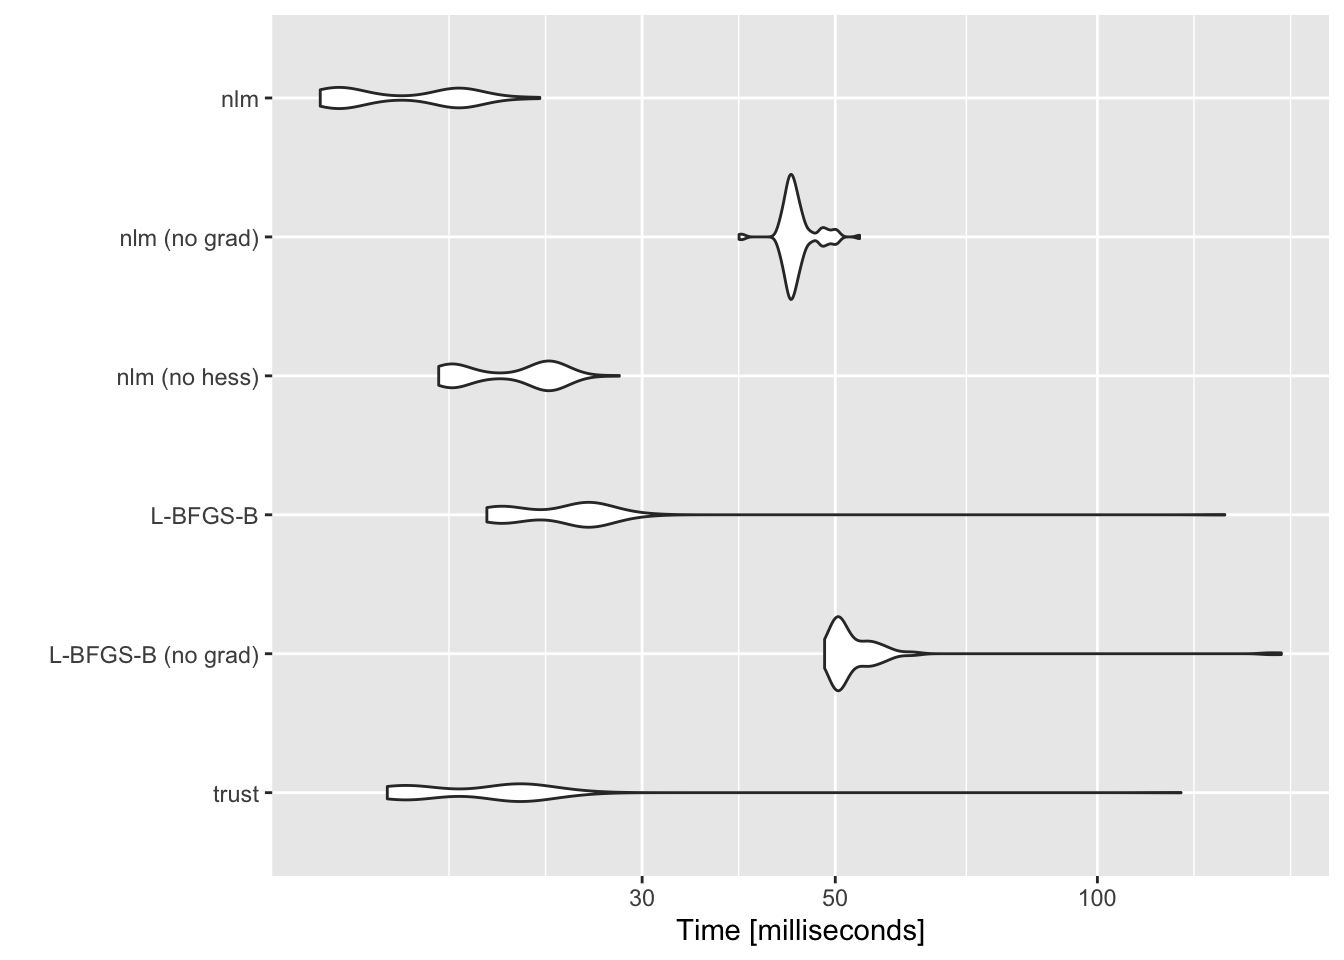 nlm
nlm (no grad)
nlm (no hess)
L-BFGS-B
L-BFGS-B (no grad)
trust
30 50 100
Time [milliseconds]